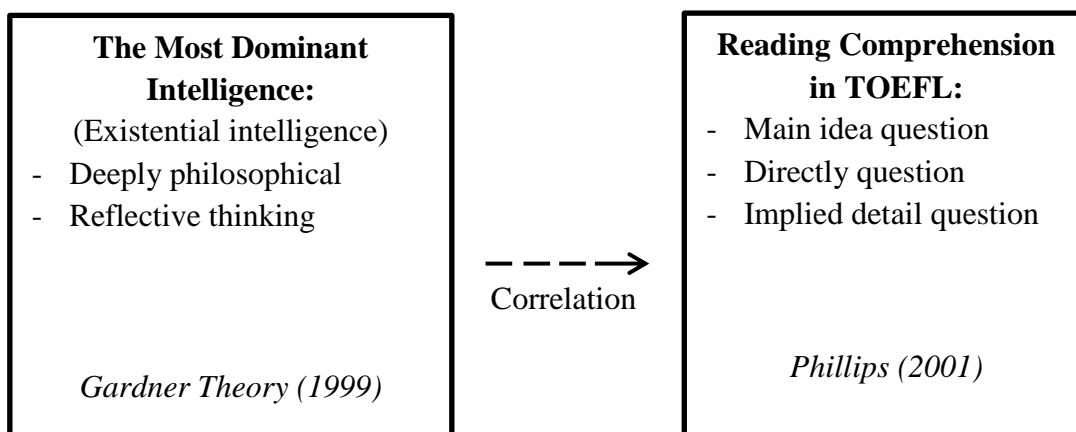 The Most Dominant
Intelligence:
(Existential intelligence)
- Deeply philosophical
- Reflective thinking
Gardner Theory (1999)
Correlation
Reading Comprehension
in TOEFL:
- Main idea question
- Directly question
- Implied detail question
Phillips (2001)